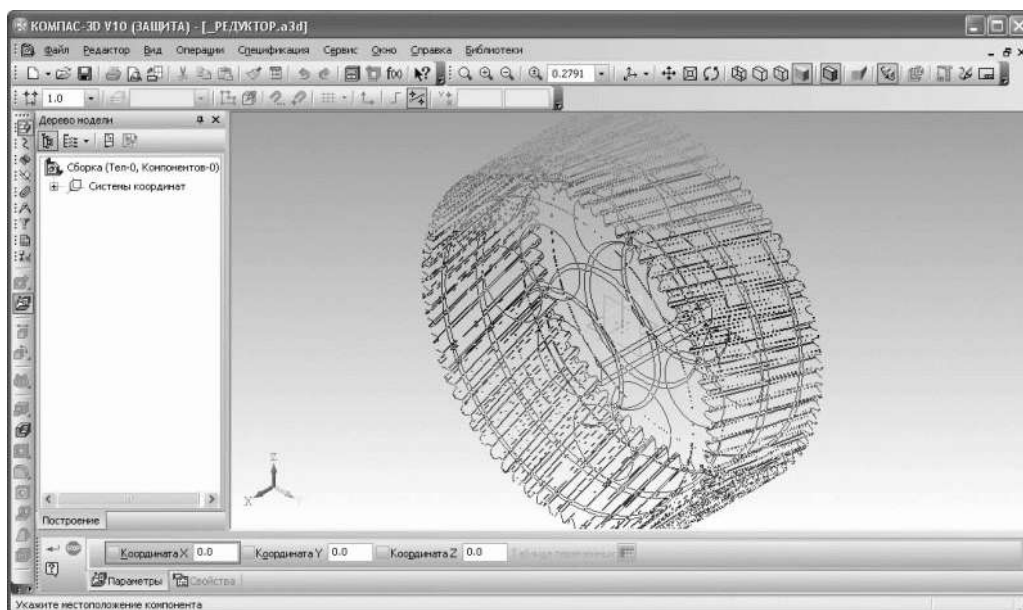 КОМПАС-3D V10 (ЗАЩИТА) - [_РЕДУКТОР.a3d]
Файл Редактор Вид Операции Спецификация Сервис Окно Справка Библиотеки
0.2791
1.0
Дерево модели
Сборка (Тел-0, Компонентов-0)
Системы координат
Z
X
Построение
Координата X 0.0 Координата Y 0.0 Координата Z 0.0
Параметры Свойства
Укажите местоположение компонента